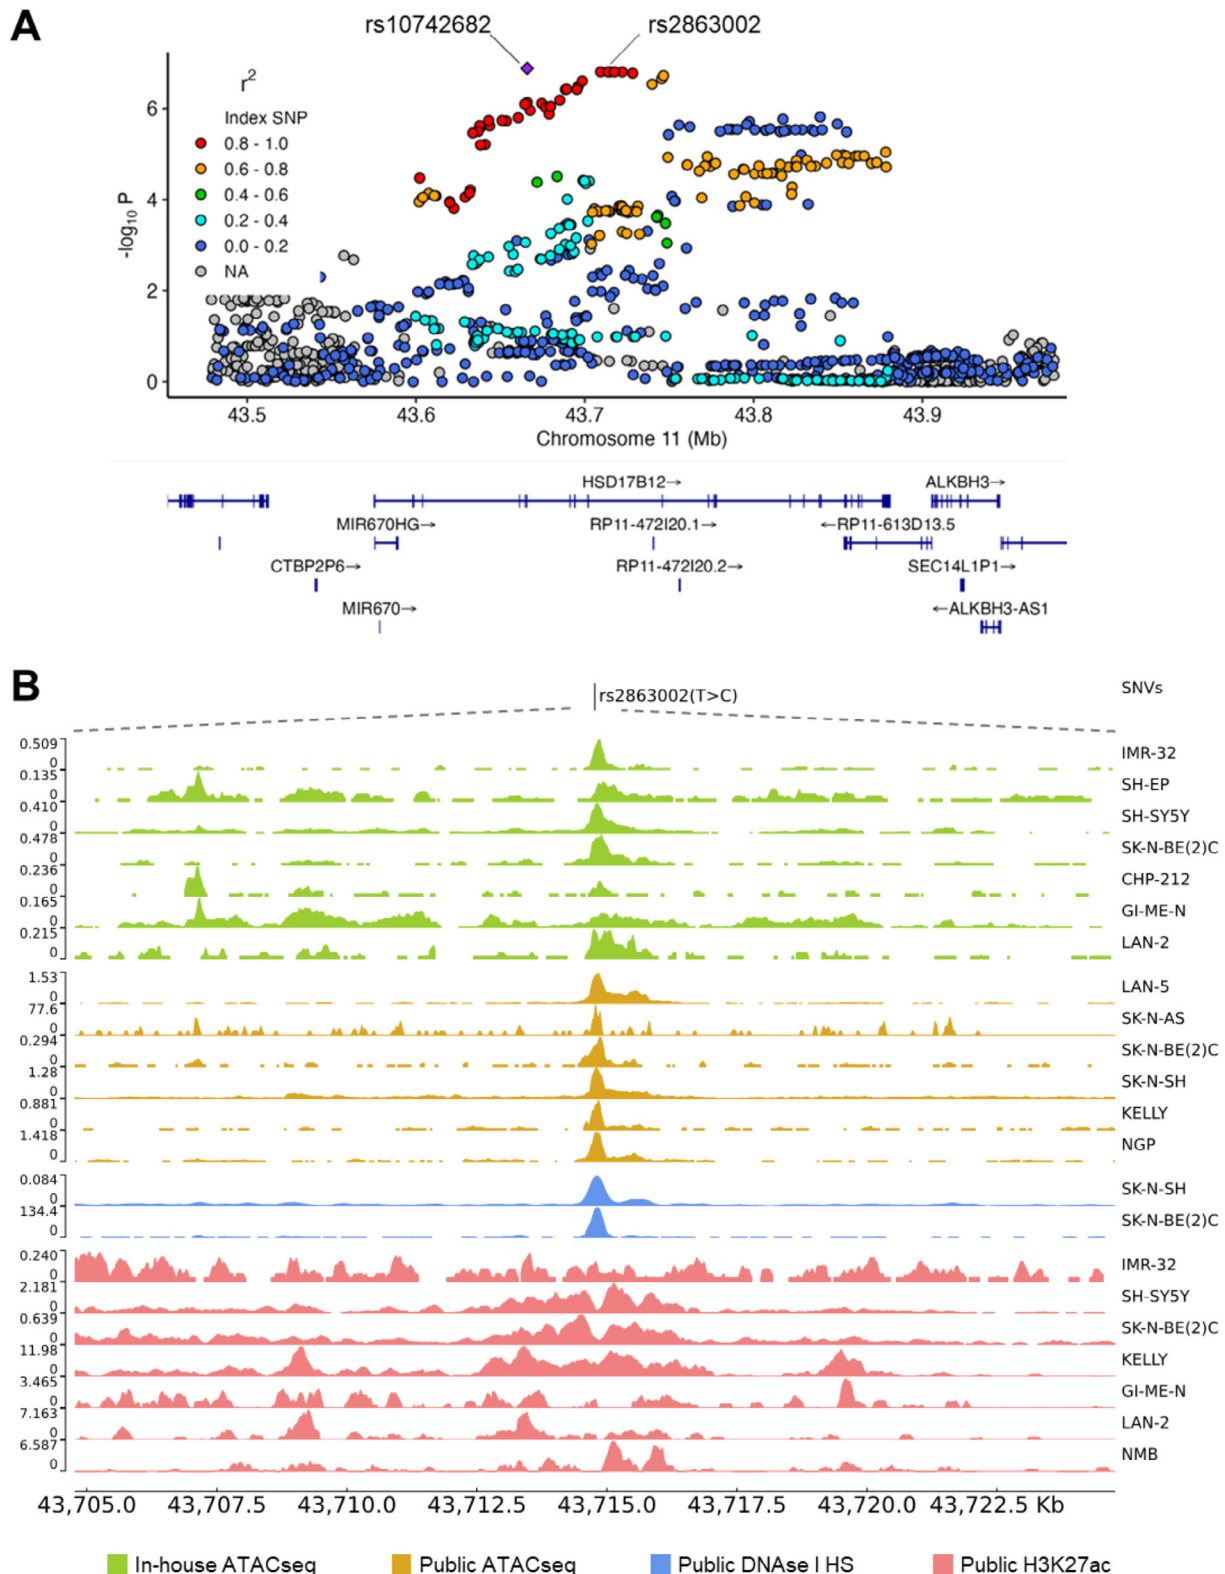 A
rs10742682 rs2863002
r2
Index SNP
0.8 - 1.0
0.6 - 0.8
0.4 - 0.6
0.2 - 0.4
0.0 - 0.2
NA
-log10 P
6
4
2
0
43.5 43.6 43.7 43.8 43.9
Chromosome 11 (Mb)
HSD17B12→ ALKBH3→
MIR670HG→ RP11-472I20.1→ ←RP11-613D13.5
CTBP2P6→ RP11-472I20.2→ SEC14L1P1→
MIR670→ ←ALKBH3-AS1
B
rs2863002(T>C) SNVs
0.509
0 IMR-32
0.135
0 SH-EP
0.410
0 SH-SY5Y
0.478
0 SK-N-BE(2)C
0.236
0 CHP-212
0.165
0 GI-ME-N
0.215
0 LAN-2
1.53
0 LAN-5
77.6
0 SK-N-AS
0.294
0 SK-N-BE(2)C
1.28
0 SK-N-SH
0.881
0 KELLY
1.418
0 NGP
0.084
0 SK-N-SH
134.4
0 SK-N-BE(2)C
0.240
0 IMR-32
2.181
0 SH-SY5Y
0.639
0 SK-N-BE(2)C
11.98
0 KELLY
3.465
0 GI-ME-N
7.163
0 LAN-2
6.587
0 NMB
43,705.0 43,707.5 43,710.0 43,712.5 43,715.0 43,717.5 43,720.0 43,722.5 Kb
In-house ATACseq Public ATACseq Public DNAse I HS Public H3K27ac